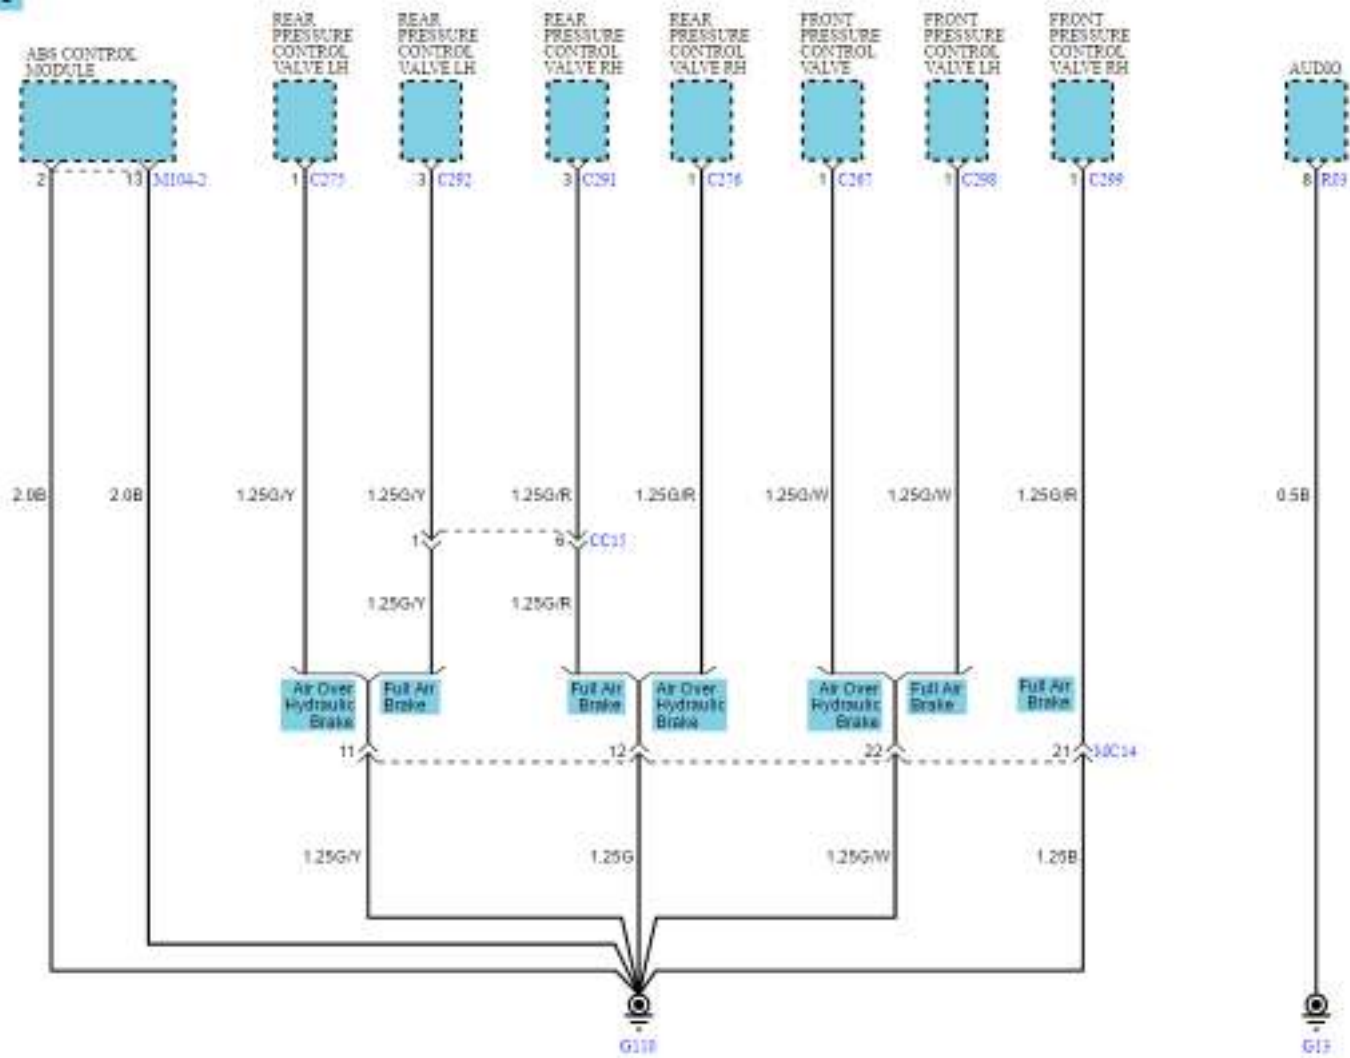 ABS CONTROL
MODULE
REAR
PRESSURE
CONTROL
VALVE LH
REAR
PRESSURE
CONTROL
VALVE LH
REAR
PRESSURE
CONTROL
VALVE RH
REAR
PRESSURE
CONTROL
VALVE RH
FRONT
PRESSURE
CONTROL
VALVE
FRONT
PRESSURE
CONTROL
VALVE LH
FRONT
PRESSURE
CONTROL
VALVE RH
AUDIO
2 13 M104-2
1 C275
3 C292
3 C291
1 C276
1 C267
1 C298
1 C299
8
2.0B 2.0B 1.25G/Y 1.25G/Y 1.25G/R 1.25G/R 1.25G/W 1.25G/W 1.25G/R 0.5B
1 6 CC15
1.25G/Y 1.25G/R
Air Over
Hydraulic
Brake
Full Air
Brake
Full Air
Brake
Air Over
Hydraulic
Brake
Air Over
Hydraulic
Brake
Full Air
Brake
Full Air
Brake
11 12 22 21 MC14
1.25G/Y 1.25G 1.25G/W 1.25B